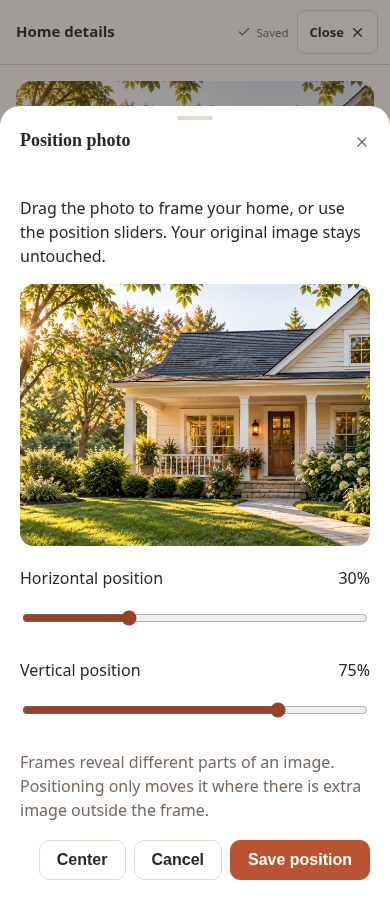 Home details
Saved
Close
Position photo
Drag the photo to frame your home, or use
the position sliders. Your original image stays
untouched.
Horizontal position 30%
Vertical position 75%
Frames reveal different parts of an image.
Positioning only moves it where there is extra
image outside the frame.
Center Cancel Save position